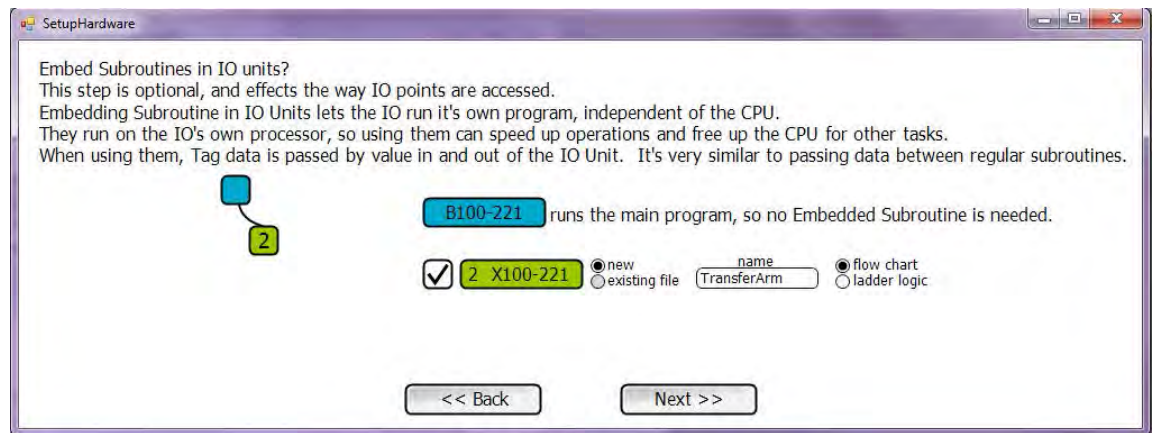 SetupHardware
Embed Subroutines in IO units?
This step is optional, and effects the way IO points are accessed.
Embedding Subroutine in IO Units lets the IO run it's own program, independent of the CPU.
They run on the IO's own processor, so using them can speed up operations and free up the CPU for other tasks.
When using them, Tag data is passed by value in and out of the IO Unit.  It's very similar to passing data between regular subroutines.
B100-221 runs the main program, so no Embedded Subroutine is needed.
2
2 X100-221
new
existing file
name
TransferArm
flow chart
ladder logic
<< Back
Next >>